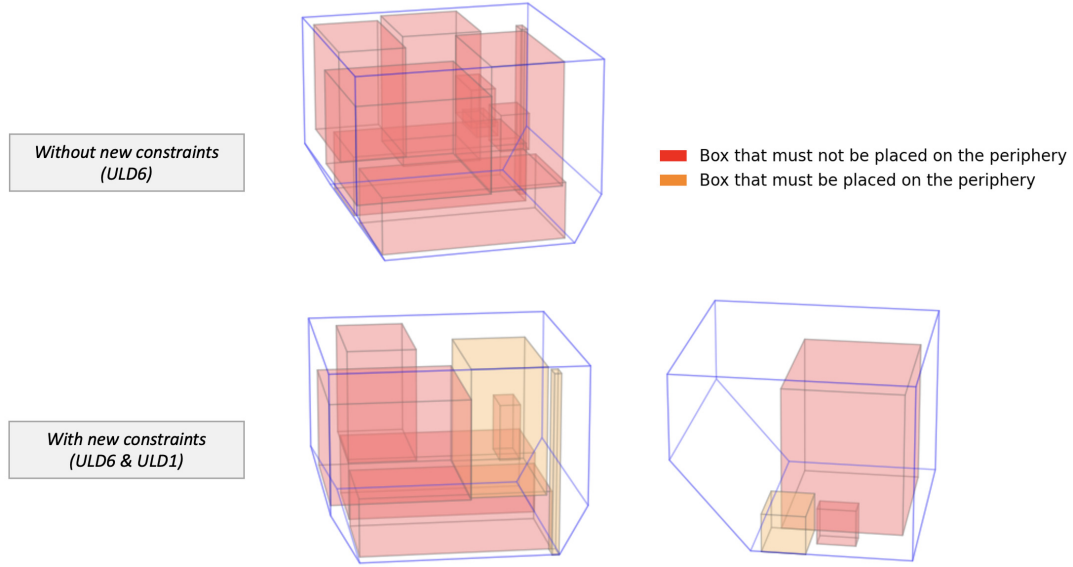 Without new constraints
(ULD6)
Box that must not be placed on the periphery
Box that must be placed on the periphery
With new constraints
(ULD6 & ULD1)